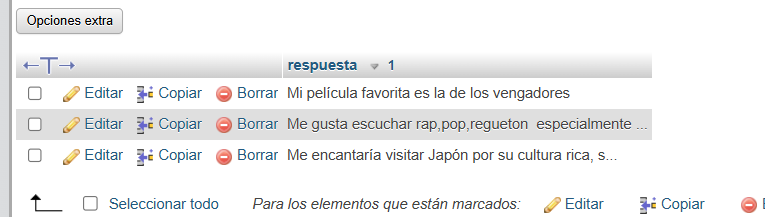 Opciones extra
respuesta 1
Editar Copiar Borrar Mi película favorita es la de los vengadores
Editar Copiar Borrar Me gusta escuchar rap,pop,regueton especialmente ...
Editar Copiar Borrar Me encantaría visitar Japón por su cultura rica, s...
Seleccionar todo Para los elementos que están marcados: Editar Copiar